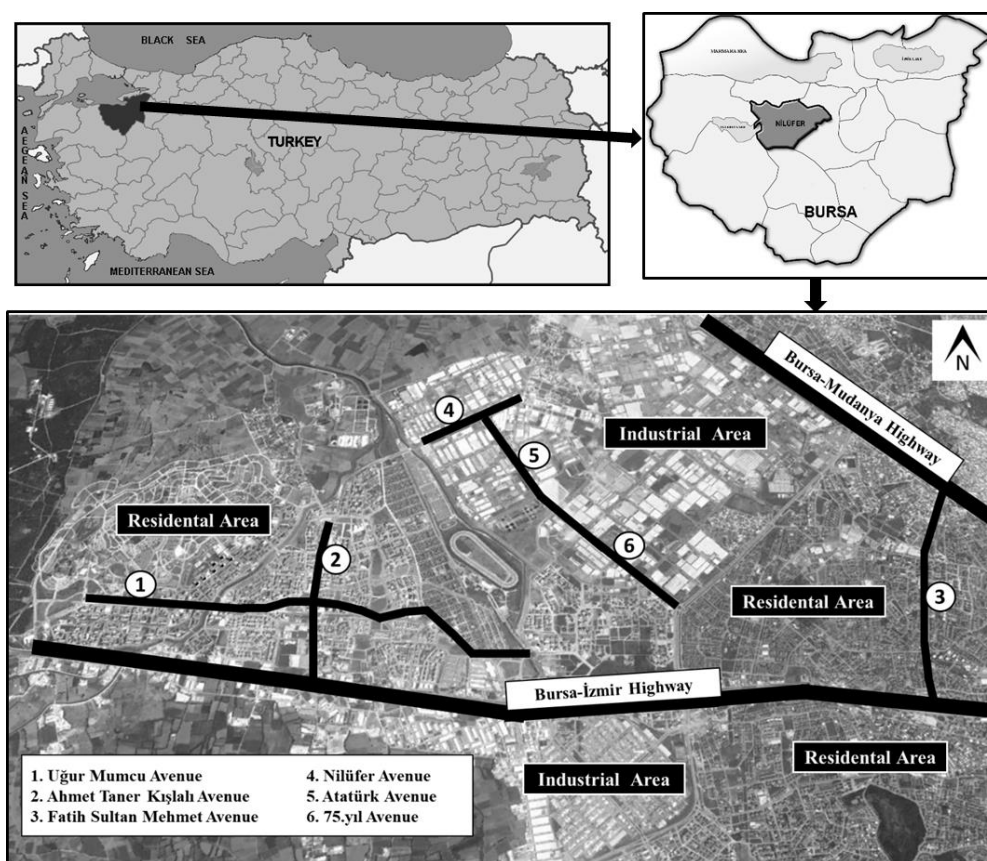 BLACK SEA
AEGEAN SEA
TURKEY
MEDITERRANEAN SEA
MARMARA SEA
NİLÜFER
BURSA
N
Bursa-Mudanya Highway
4
Industrial Area
5
Residental Area
2
6
1
Residental Area
3
Bursa-İzmir Highway
Residental Area
Industrial Area
1. Uğur Mumcu Avenue
2. Ahmet Taner Kışlalı Avenue
3. Fatih Sultan Mehmet Avenue
4. Nilüfer Avenue
5. Atatürk Avenue
6. 75.yıl Avenue